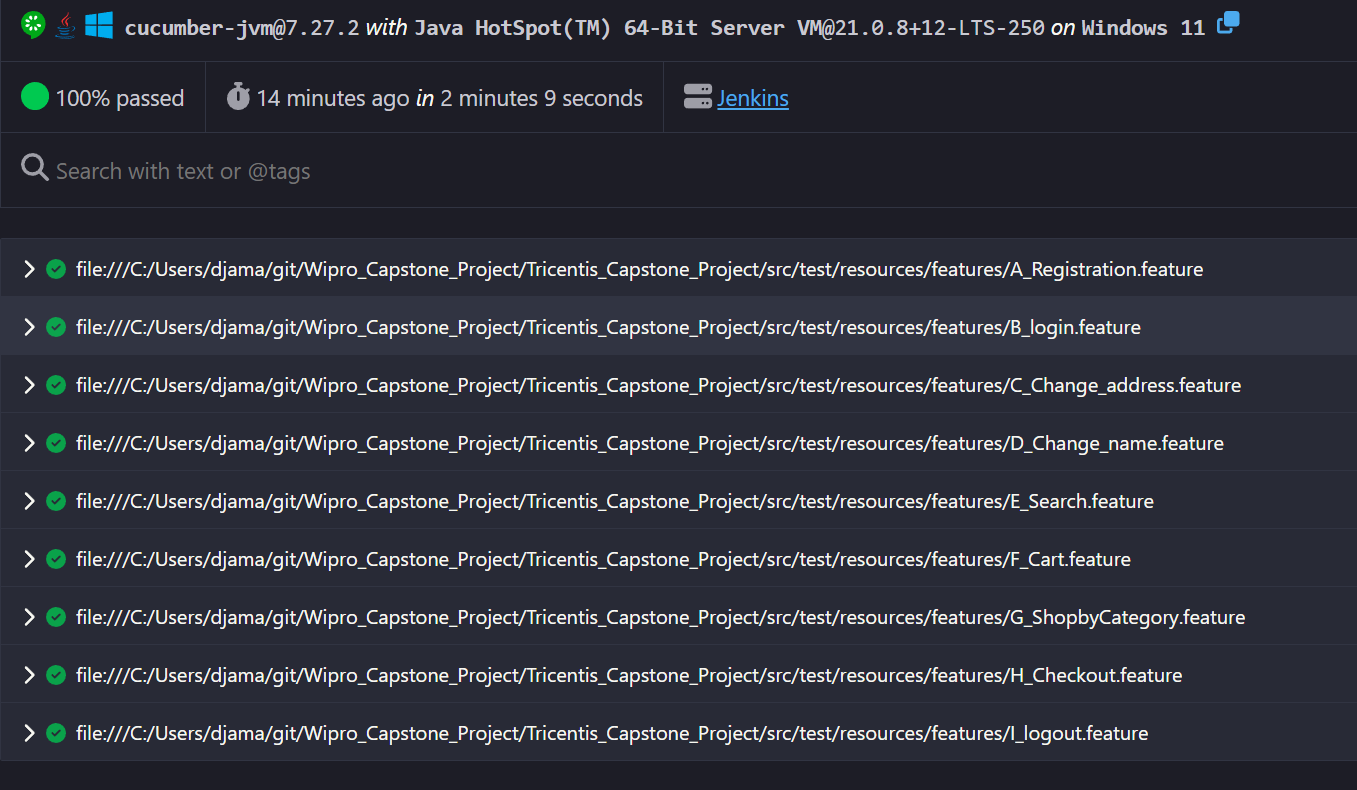 cucumber-jvm@7.27.2 with Java HotSpot(TM) 64-Bit Server VM@21.0.8+12-LTS-250 on Windows 11
100% passed 14 minutes ago in 2 minutes 9 seconds Jenkins
Search with text or @tags
file:///C:/Users/djama/git/Wipro_Capstone_Project/Tricentis_Capstone_Project/src/test/resources/features/A_Registration.feature
file:///C:/Users/djama/git/Wipro_Capstone_Project/Tricentis_Capstone_Project/src/test/resources/features/B_login.feature
file:///C:/Users/djama/git/Wipro_Capstone_Project/Tricentis_Capstone_Project/src/test/resources/features/C_Change_address.feature
file:///C:/Users/djama/git/Wipro_Capstone_Project/Tricentis_Capstone_Project/src/test/resources/features/D_Change_name.feature
file:///C:/Users/djama/git/Wipro_Capstone_Project/Tricentis_Capstone_Project/src/test/resources/features/E_Search.feature
file:///C:/Users/djama/git/Wipro_Capstone_Project/Tricentis_Capstone_Project/src/test/resources/features/F_Cart.feature
file:///C:/Users/djama/git/Wipro_Capstone_Project/Tricentis_Capstone_Project/src/test/resources/features/G_ShopbyCategory.feature
file:///C:/Users/djama/git/Wipro_Capstone_Project/Tricentis_Capstone_Project/src/test/resources/features/H_Checkout.feature
file:///C:/Users/djama/git/Wipro_Capstone_Project/Tricentis_Capstone_Project/src/test/resources/features/I_logout.feature